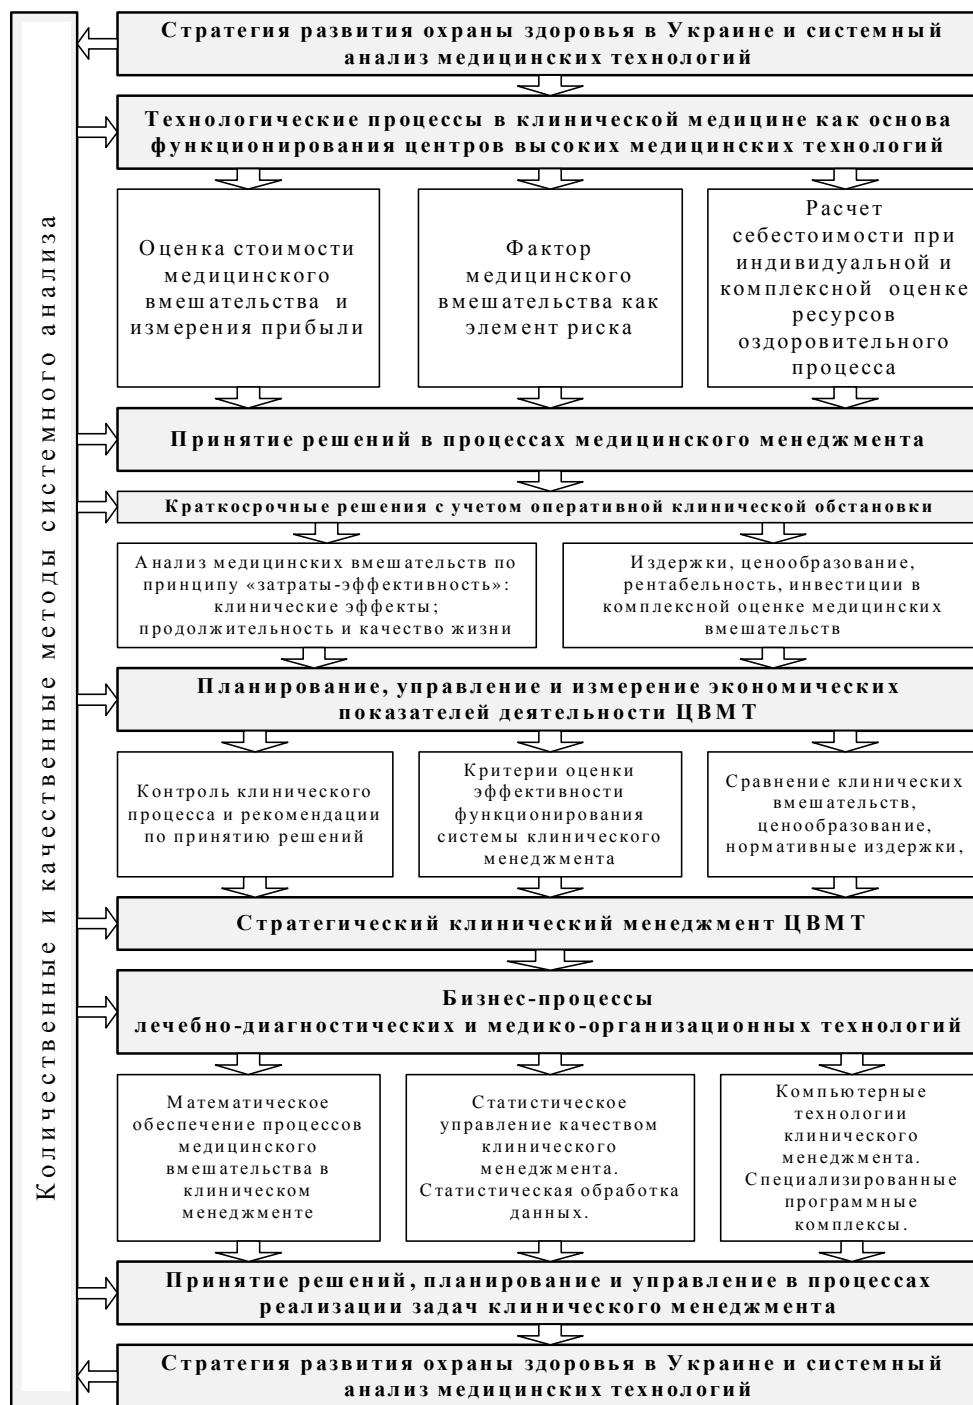 Количественные и качественные методы системного анализа
Стратегия развития охраны здоровья в Украине и системный
анализ медицинских технологий
Технологические процессы в клинической медицине как основа
функционирования центров высоких медицинских технологий
Оценка стоимости
медицинского
вмешательства и
измерения прибыли
Фактор
медицинского
вмешательства как
элемент риска
Расчет
себестоимости при
индивидуальной и
комплексной оценке
ресурсов
оздоровительного
процесса
Принятие решений в процессах медицинского менеджмента
Краткосрочные решения с учетом оперативной клинической обстановки
Анализ медицинских вмешательств по
принципу «затраты-эффективность»:
клинические эффекты;
продолжительность и качество жизни
Издержки, ценообразование,
рентабельность, инвестиции в
комплексной оценке медицинских
вмешательств
Планирование, управление и измерение экономических
показателей деятельности ЦВМТ
Контроль клинического
процесса и рекомендации
по принятию решений
Критерии оценки
эффективности
функционирования
системы клинического
менеджмента
Сравнение клинических
вмешательств,
ценообразование,
нормативные издержки,
Стратегический клинический менеджмент ЦВМТ
Бизнес-процессы
лечебно-диагностических и медико-организационных технологий
Математическое
обеспечение процессов
медицинского
вмешательства в
клиническом
менеджменте
Статистическое
управление качеством
клинического
менеджмента.
Статистическая обработка
данных.
Компьютерные
технологии
клинического
менеджмента.
Специализированные
программные
комплексы.
Принятие решений, планирование и управление в процессах
реализации задач клинического менеджмента
Стратегия развития охраны здоровья в Украине и системный
анализ медицинских технологий